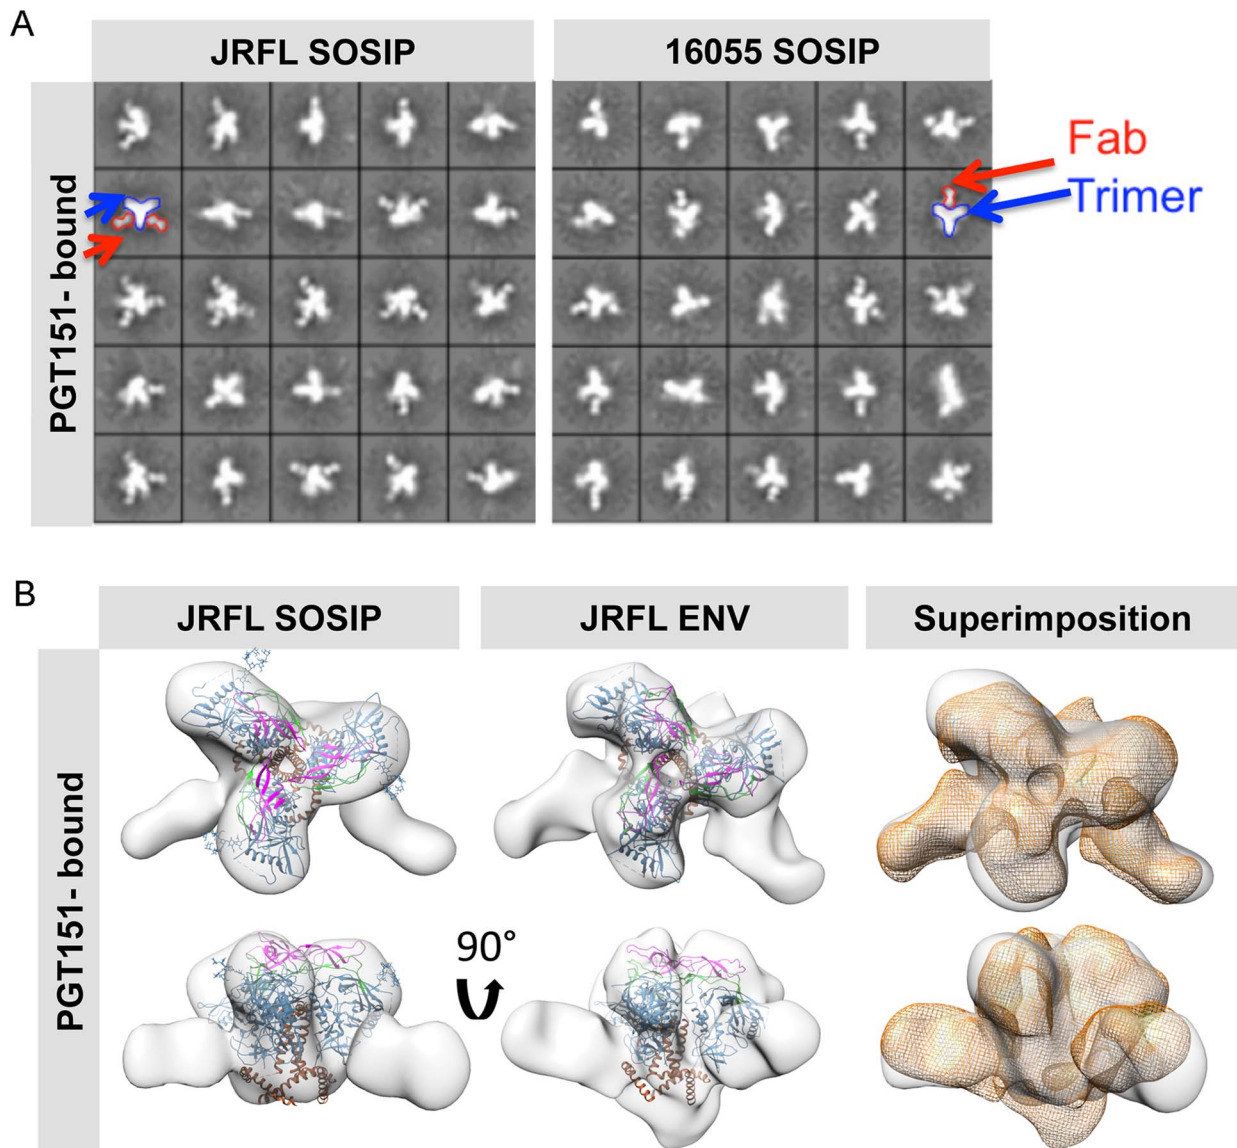 A
JRFL SOSIP
16055 SOSIP
PGT151- bound
Fab
Trimer
B
JRFL SOSIP
JRFL ENV
Superimposition
PGT151- bound
90°